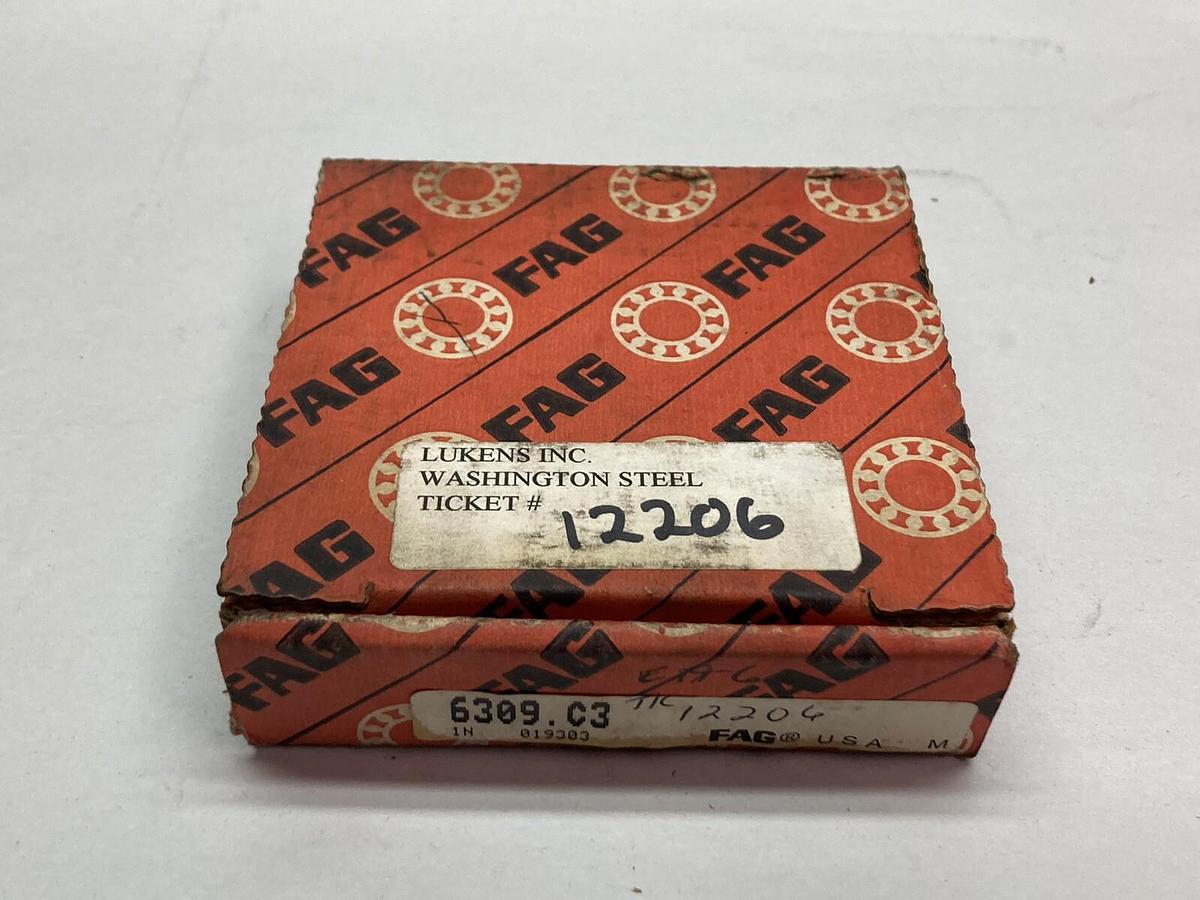 FAG FAG FAG
FAG FAG FAG
FAG
LUKENS INC.
WASHINGTON STEEL
TICKET # 12206
FAG FAG FAG
6309.C3
TK 12206
1N 019303
FAG® USA M